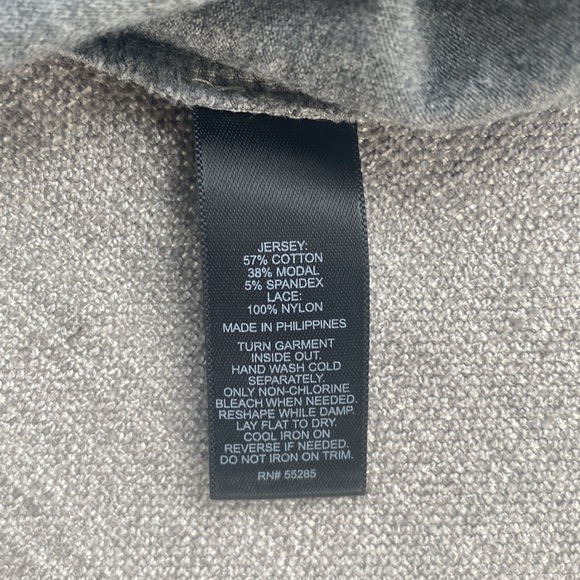 JERSEY:
57% COTTON
38% MODAL
5% SPANDEX
LACE:
100% NYLON
MADE IN PHILIPPINES
TURN GARMENT
INSIDE OUT.
HAND WASH COLD
SEPARATELY.
ONLY NON-CHLORINE
BLEACH WHEN NEEDED.
RESHAPE WHILE DAMP.
LAY FLAT TO DRY.
COOL IRON ON
REVERSE IF NEEDED.
DO NOT IRON ON TRIM.
RN# 55285